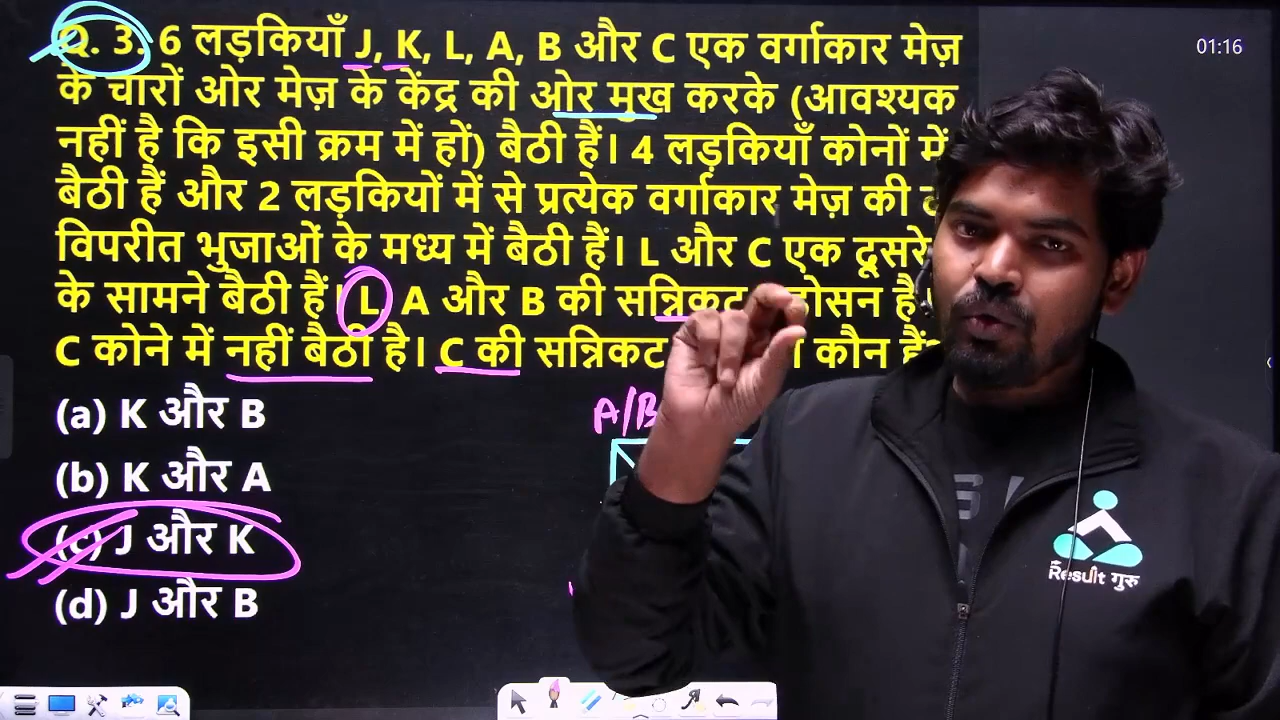 Q. 3. 6 लड़कियाँ J, K, L, A, B और C एक वर्गाकार मेज़
01:16
के चारों ओर मेज़ के केंद्र की ओर मुख करके (आवश्यक
नहीं है कि इसी क्रम में हों) बैठी हैं। 4 लड़कियाँ कोनों में
बैठी हैं और 2 लड़कियों में से प्रत्येक वर्गाकार मेज़ की
विपरीत भुजाओं के मध्य में बैठी हैं। L और C एक दूसरे
के सामने बैठी हैं। L, A और B की सन्निकट है।
C कोने में नहीं बैठी है। C की सन्निकट कौन हैं?
A/B
(a) K और B
(b) K और A
(c) J और K
(d) J और B
Result गुरु